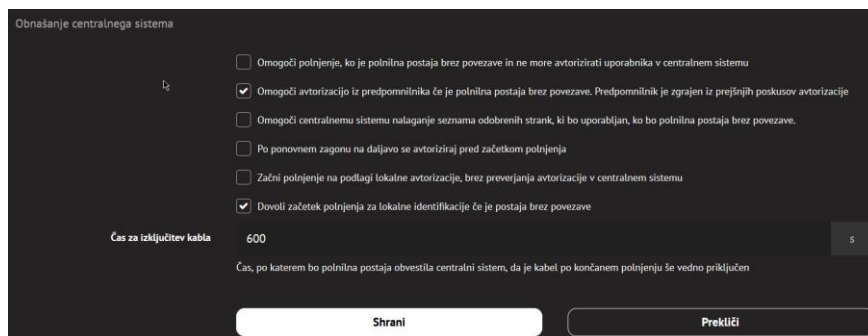 Obnašanje centralnega sistema
Omogoči polnjenje, ko je polnilna postaja brez povezave in ne more avtorizirati uporabnika v centralnem sistemu
Omogoči avtorizacijo iz predpomnilnika če je polnilna postaja brez povezave. Predpomnilnik je zgrajen iz prejšnjih poskusov avtorizacije
Omogoči centralnemu sistemu nalaganje seznama odobrenih strank, ki bo uporabljan, ko bo polnilna postaja brez povezave.
Po ponovnem zagonu na daljavo se avtoriziraj pred začetkom polnjenja
Začni polnjenje na podlagi lokalne avtorizacije, brez preverjanja avtorizacije v centralnem sistemu
Dovoli začetek polnjenja za lokalne identifikacije če je postaja brez povezave
Čas za izključitev kabla 600 s
Čas, po katerem bo polnilna postaja obvestila centralni sistem, da je kabel po končanem polnjenju še vedno priključen
Shrani Prekliči